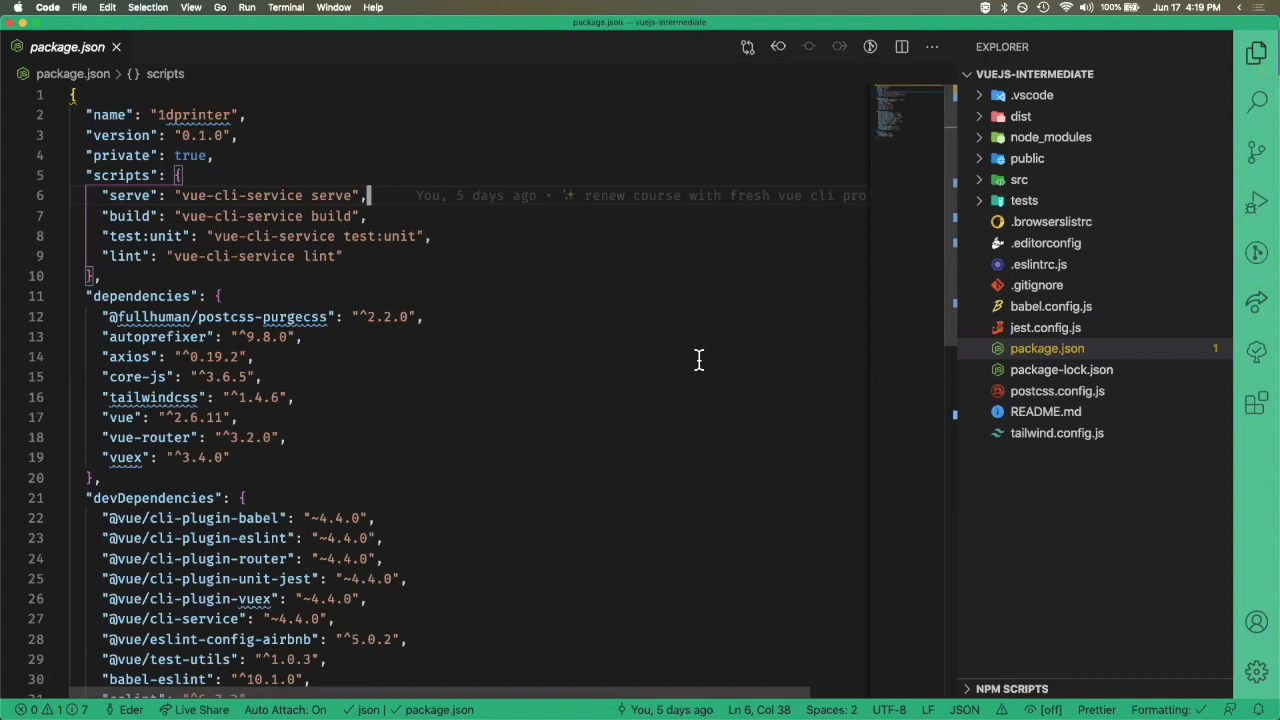 Code File Edit Selection View Go Run Terminal Window Help 100% Jun 17 4:19 PM
package.json — vuejs-intermediate
package.json
package.json > {} scripts
1 {
2 "name": "1dprinter",
3 "version": "0.1.0",
4 "private": true,
5 "scripts": {
6 "serve": "vue-cli-service serve", You, 5 days ago • ✨ renew course with fresh vue cli pro
7 "build": "vue-cli-service build",
8 "test:unit": "vue-cli-service test:unit",
9 "lint": "vue-cli-service lint"
10 },
11 "dependencies": {
12 "@fullhuman/postcss-purgecss": "^2.2.0",
13 "autoprefixer": "^9.8.0",
14 "axios": "^0.19.2",
15 "core-js": "^3.6.5",
16 "tailwindcss": "^1.4.6",
17 "vue": "^2.6.11",
18 "vue-router": "^3.2.0",
19 "vuex": "^3.4.0"
20 },
21 "devDependencies": {
22 "@vue/cli-plugin-babel": "~4.4.0",
23 "@vue/cli-plugin-eslint": "~4.4.0",
24 "@vue/cli-plugin-router": "~4.4.0",
25 "@vue/cli-plugin-unit-jest": "~4.4.0",
26 "@vue/cli-plugin-vuex": "~4.4.0",
27 "@vue/cli-service": "~4.4.0",
28 "@vue/eslint-config-airbnb": "^5.0.2",
29 "@vue/test-utils": "^1.0.3",
30 "babel-eslint": "^10.1.0",
EXPLORER
VUEJS-INTERMEDIATE
.vscode
dist
node_modules
public
src
tests
.browserslistrc
.editorconfig
.eslintrc.js
.gitignore
babel.config.js
jest.config.js
package.json 1
package-lock.json
postcss.config.js
README.md
tailwind.config.js
NPM SCRIPTS
0 1 7 Eder Live Share Auto Attach: On json | package.json You, 5 days ago Ln 6, Col 38 Spaces: 2 UTF-8 LF JSON [off] Prettier Formatting: ✓